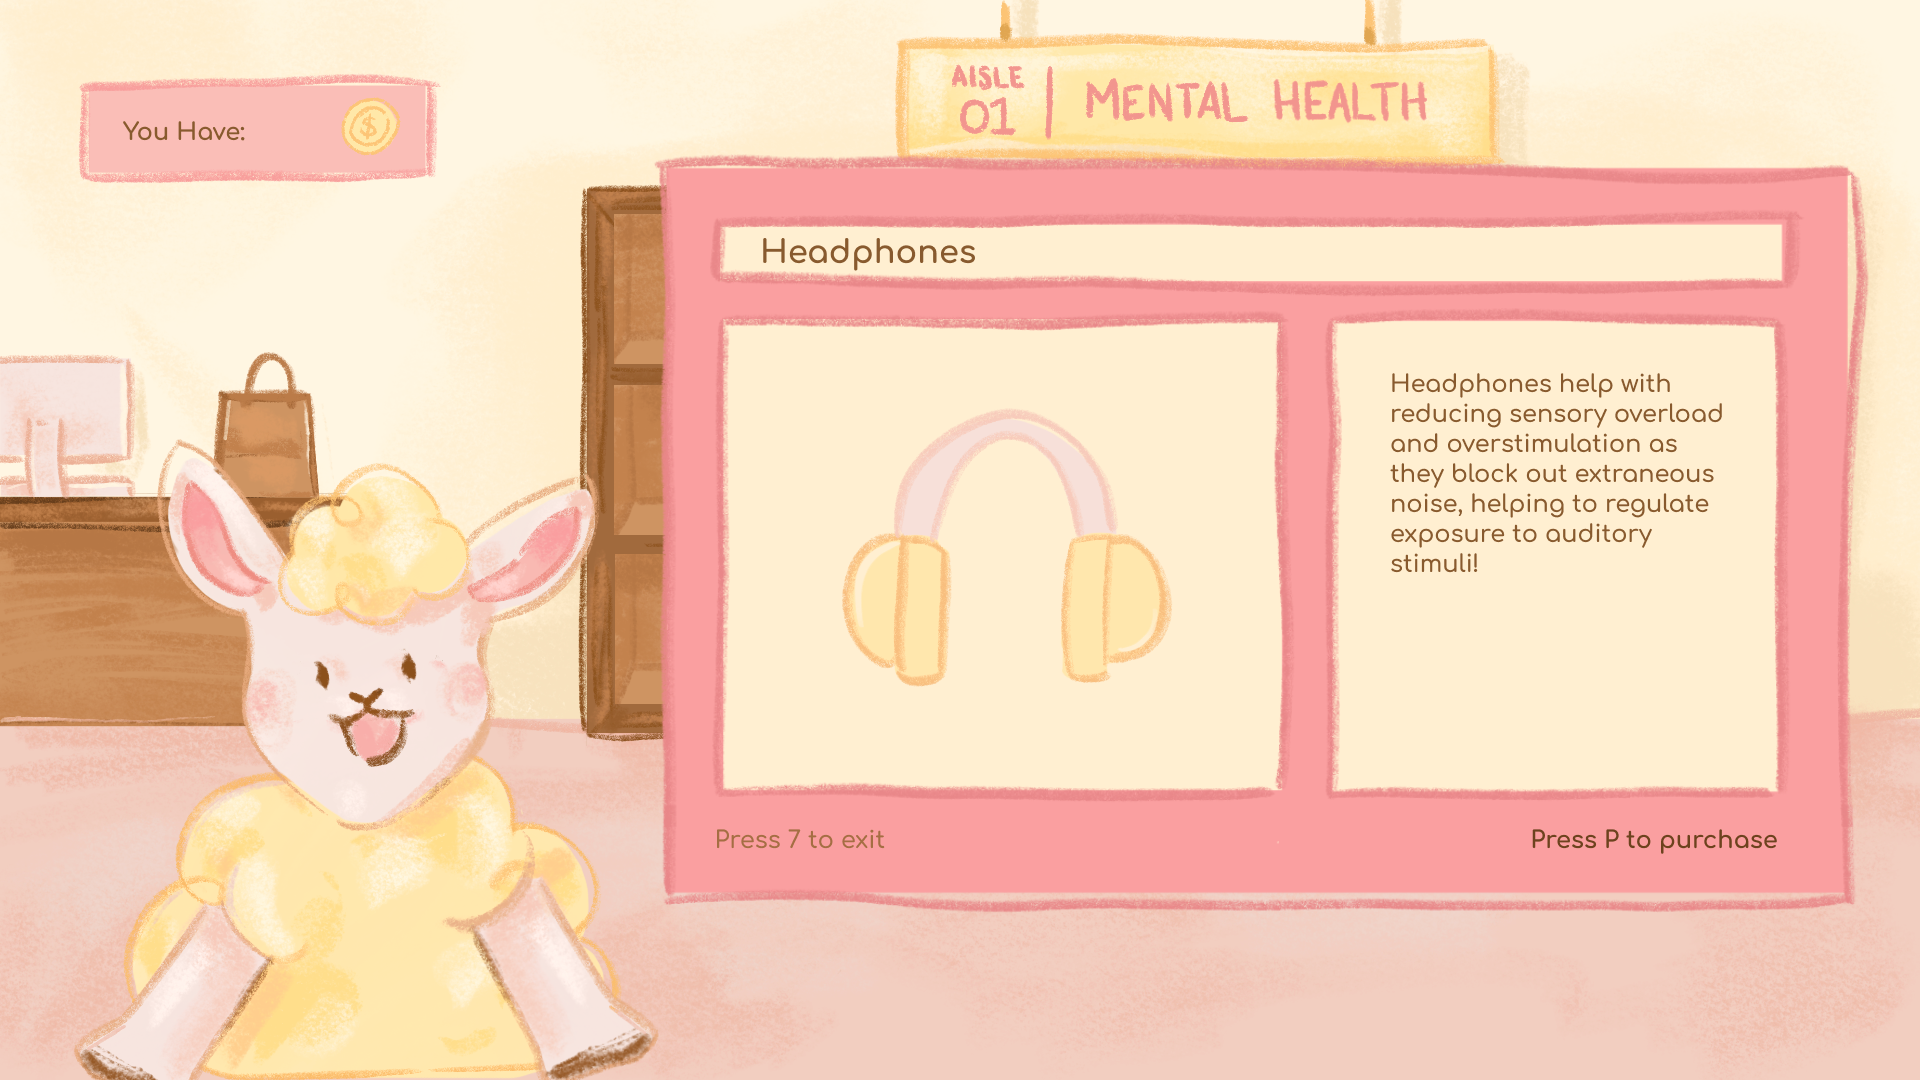 You Have:
$
AISLE
01
MENTAL HEALTH
Headphones
Headphones help with
reducing sensory overload
and overstimulation as
they block out extraneous
noise, helping to regulate
exposure to auditory
stimuli!
Press 7 to exit
Press P to purchase